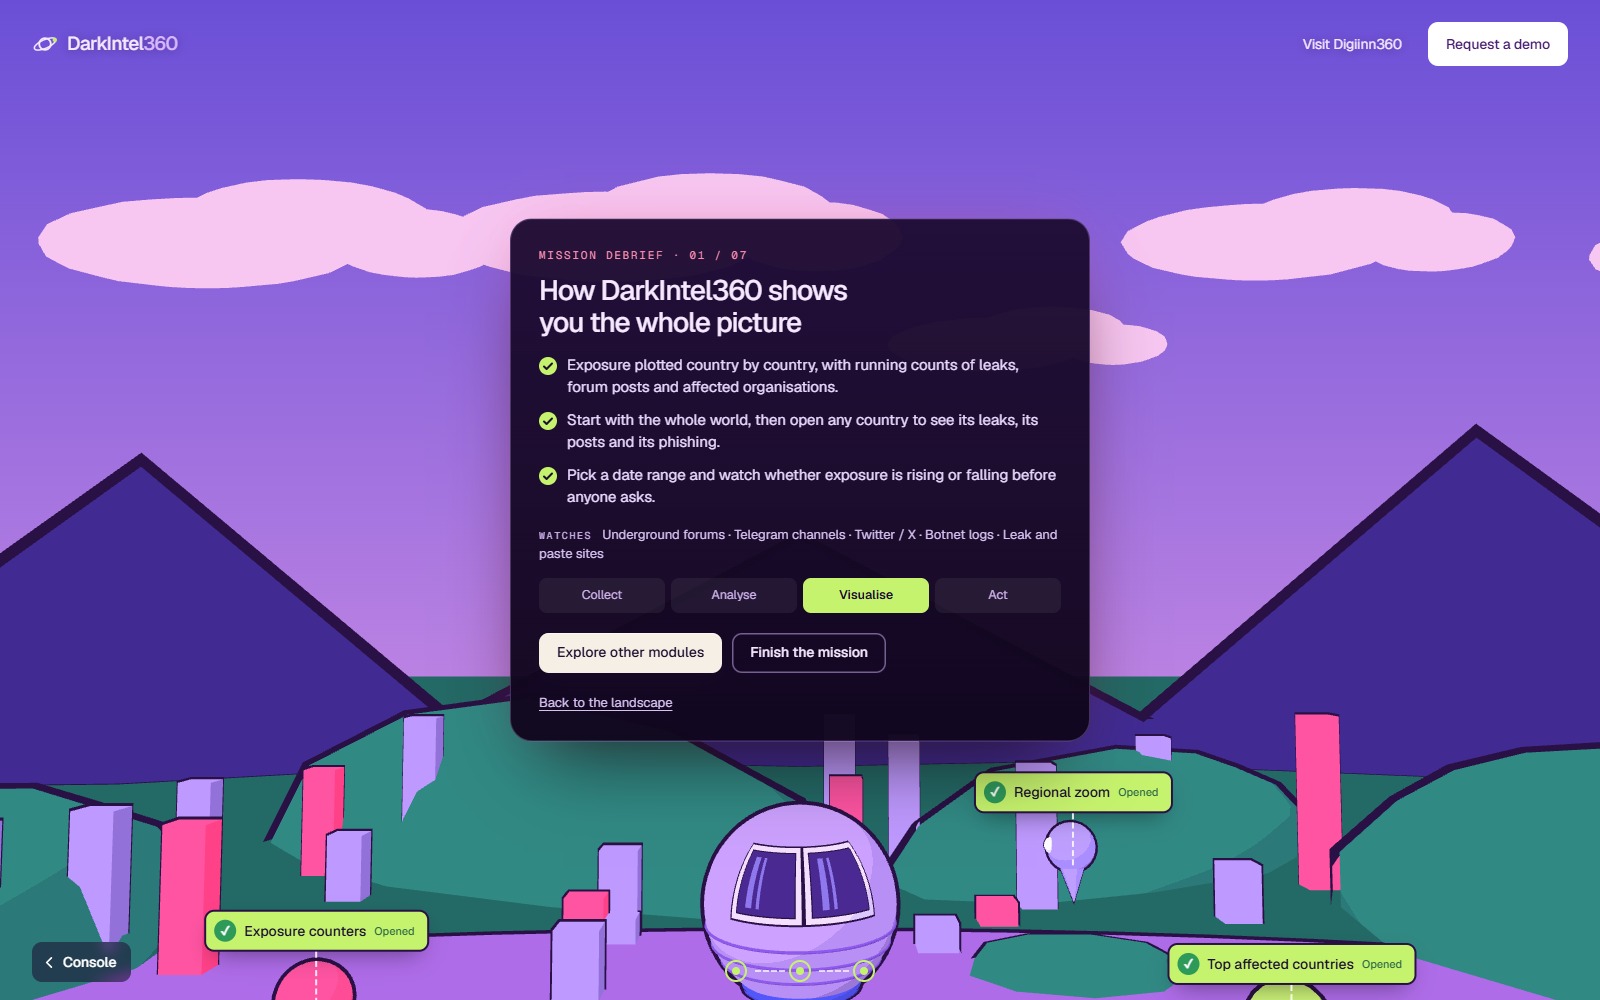 DarkIntel360
Visit Digiinn360
Request a demo
MISSION DEBRIEF · 01 / 07
How DarkIntel360 shows
you the whole picture
Exposure plotted country by country, with running counts of leaks,
forum posts and affected organisations.
Start with the whole world, then open any country to see its leaks, its
posts and its phishing.
Pick a date range and watch whether exposure is rising or falling before
anyone asks.
WATCHES Underground forums · Telegram channels · Twitter / X · Botnet logs · Leak and
paste sites
Collect
Analyse
Visualise
Act
Explore other modules
Finish the mission
Back to the landscape
Regional zoom Opened
Exposure counters Opened
Top affected countries Opened
Console